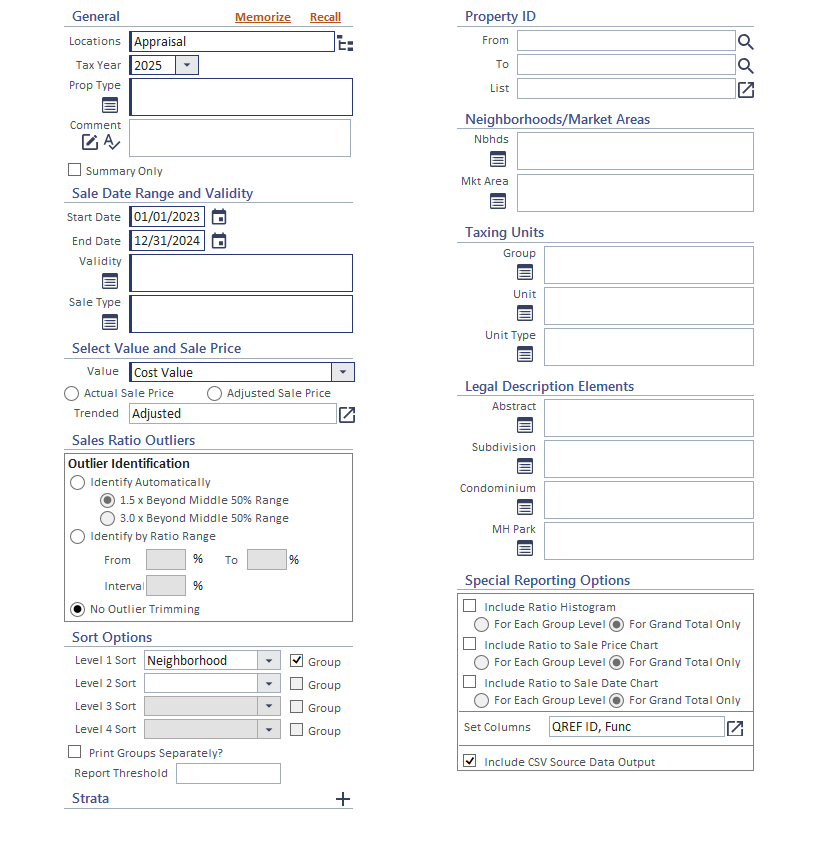 General Memorize Recall
Locations Appraisal
Tax Year 2025
Prop Type
Comment
Summary Only
Sale Date Range and Validity
Start Date 01/01/2023
End Date 12/31/2024
Validity
Sale Type
Select Value and Sale Price
Value Cost Value
Actual Sale Price Adjusted Sale Price
Trended Adjusted
Sales Ratio Outliers
Outlier Identification
Identify Automatically
1.5 x Beyond Middle 50% Range
3.0 x Beyond Middle 50% Range
Identify by Ratio Range
From % To %
Interval %
No Outlier Trimming
Sort Options
Level 1 Sort Neighborhood Group
Level 2 Sort Group
Level 3 Sort Group
Level 4 Sort Group
Print Groups Separately?
Report Threshold
Strata
Property ID
From
To
List
Neighborhoods/Market Areas
Nbhds
Mkt Area
Taxing Units
Group
Unit
Unit Type
Legal Description Elements
Abstract
Subdivision
Condominium
MH Park
Special Reporting Options
Include Ratio Histogram
For Each Group Level For Grand Total Only
Include Ratio to Sale Price Chart
For Each Group Level For Grand Total Only
Include Ratio to Sale Date Chart
For Each Group Level For Grand Total Only
Set Columns QREF ID, Func
Include CSV Source Data Output